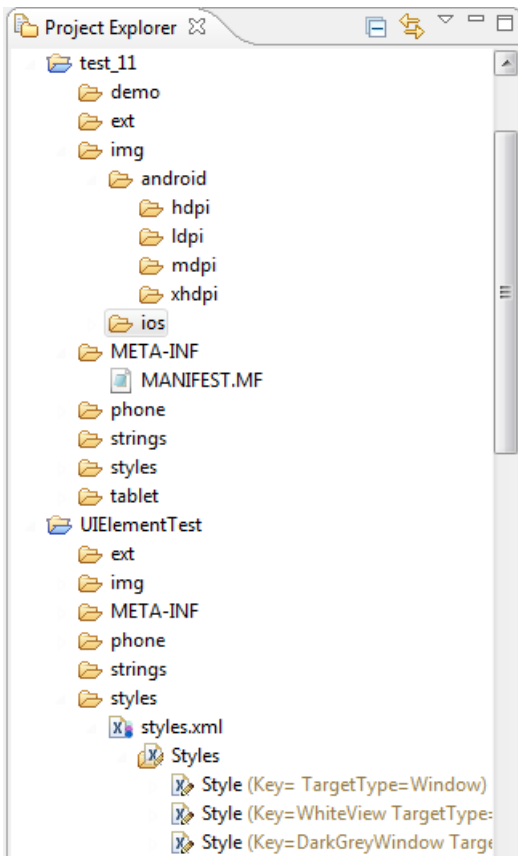 Project Explorer
test_11
demo
ext
img
android
hdpi
ldpi
mdpi
xhdpi
ios
META-INF
MANIFEST.MF
phone
strings
styles
tablet
UIElementTest
ext
img
META-INF
phone
strings
styles
styles.xml
Styles
Style (Key= TargetType=Window)
Style (Key=WhiteView TargetType=
Style (Key=DarkGreyWindow Targe